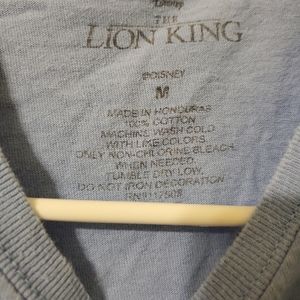 Disney
THE
LION KING
©DISNEY
M
MADE IN HONDURAS
100% COTTON
MACHINE WASH COLD
WITH LIKE COLORS.
ONLY NON-CHLORINE BLEACH
WHEN NEEDED.
TUMBLE DRY LOW.
DO NOT IRON DECORATION